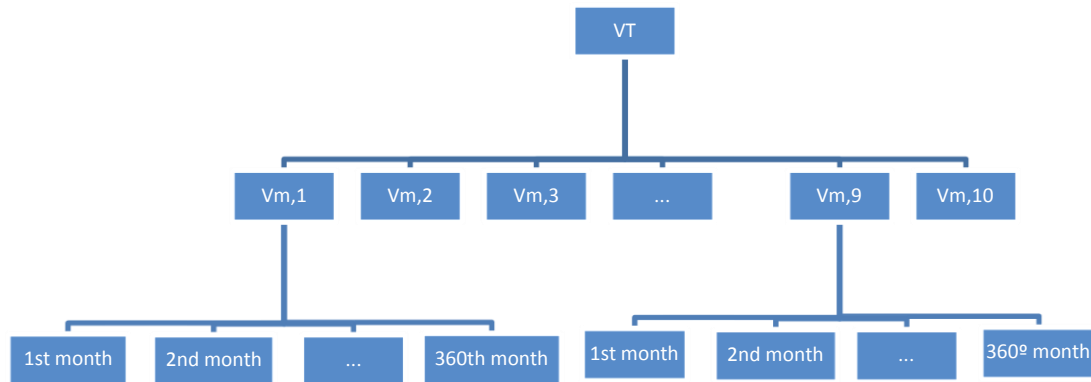 VT
Vm,1
Vm,2
Vm,3
...
Vm,9
Vm,10
1st month
2nd month
...
360th month
1st month
2nd month
...
360º month